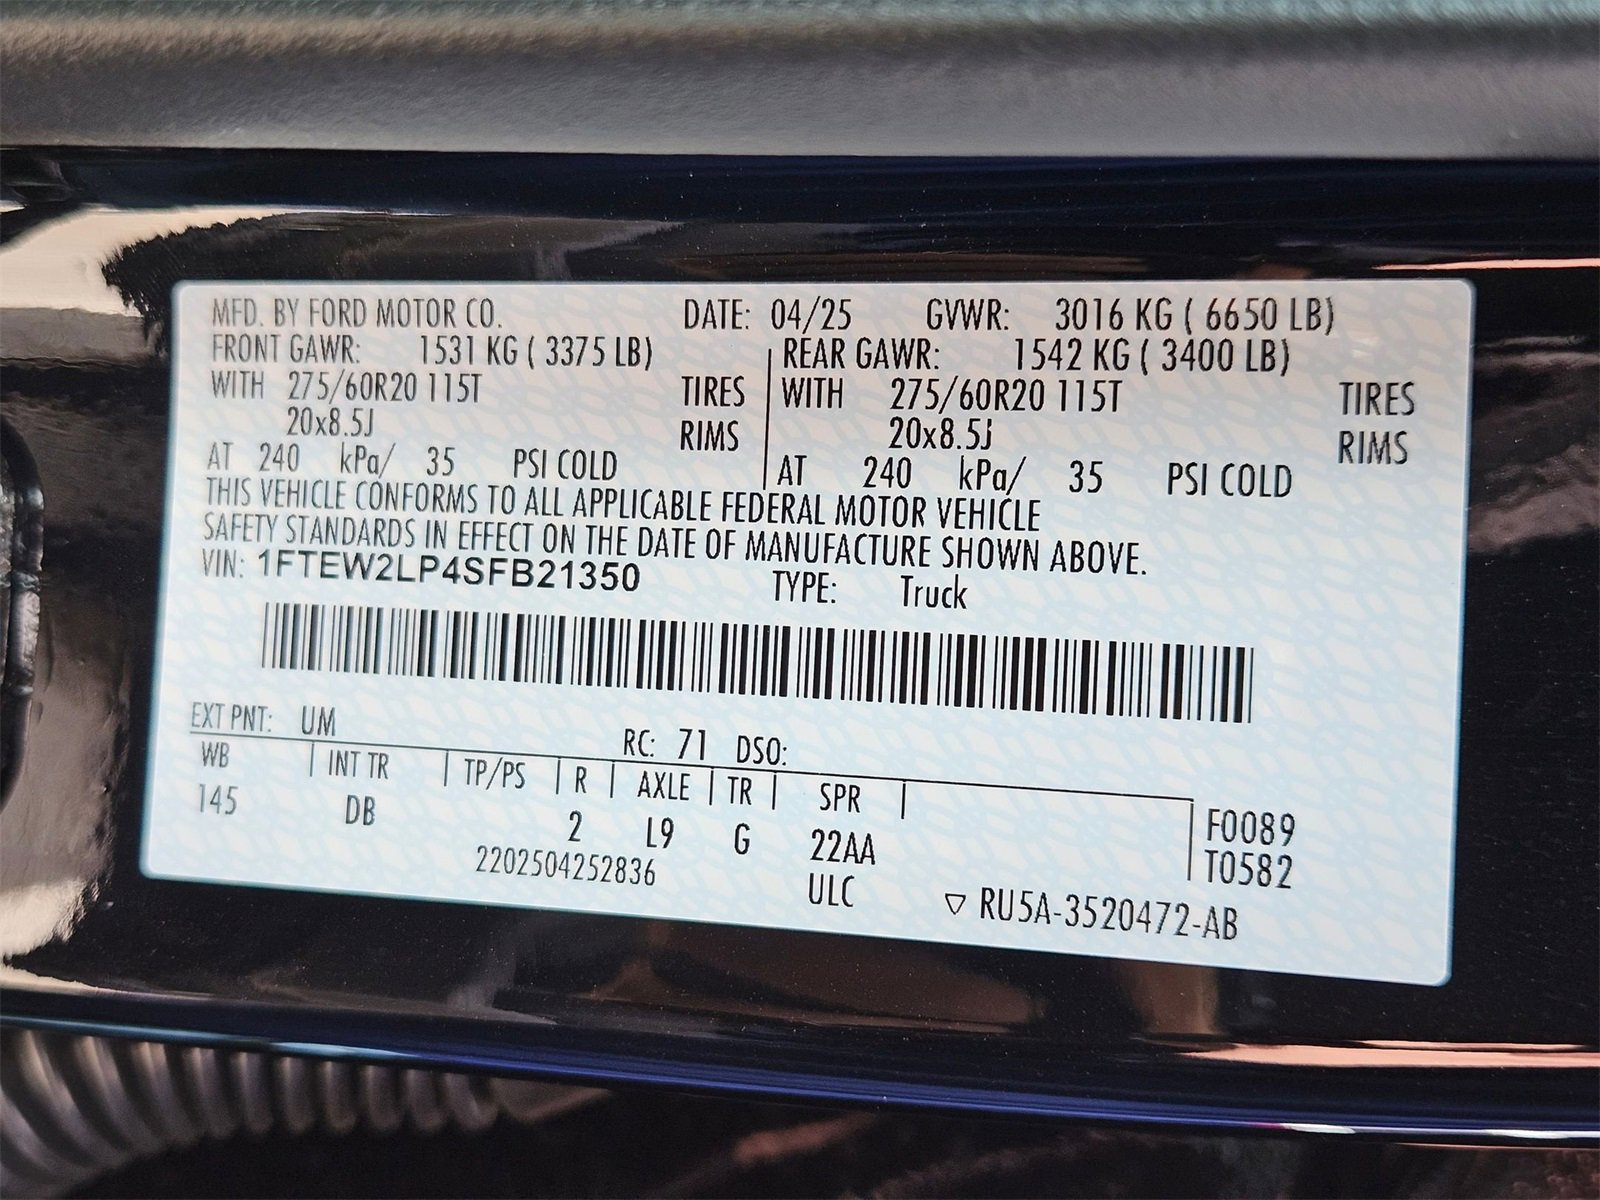 MFD. BY FORD MOTOR CO. DATE: 04/25 GVWR: 3016 KG ( 6650 LB)
FRONT GAWR: 1531 KG ( 3375 LB) REAR GAWR: 1542 KG ( 3400 LB)
WITH 275/60R20 115T TIRES WITH 275/60R20 115T TIRES
20x8.5J RIMS 20x8.5J RIMS
AT 240 kPa/ 35 PSI COLD AT 240 kPa/ 35 PSI COLD
THIS VEHICLE CONFORMS TO ALL APPLICABLE FEDERAL MOTOR VEHICLE
SAFETY STANDARDS IN EFFECT ON THE DATE OF MANUFACTURE SHOWN ABOVE.
VIN: 1FTEW2LP4SFB21350 TYPE: Truck
EXT PNT: UM RC: 71 DSO:
WB INT TR TP/PS R AXLE TR SPR
145 DB 2 L9 G 22AA F0089
2202504252836 ULC T0582
RU5A-3520472-AB